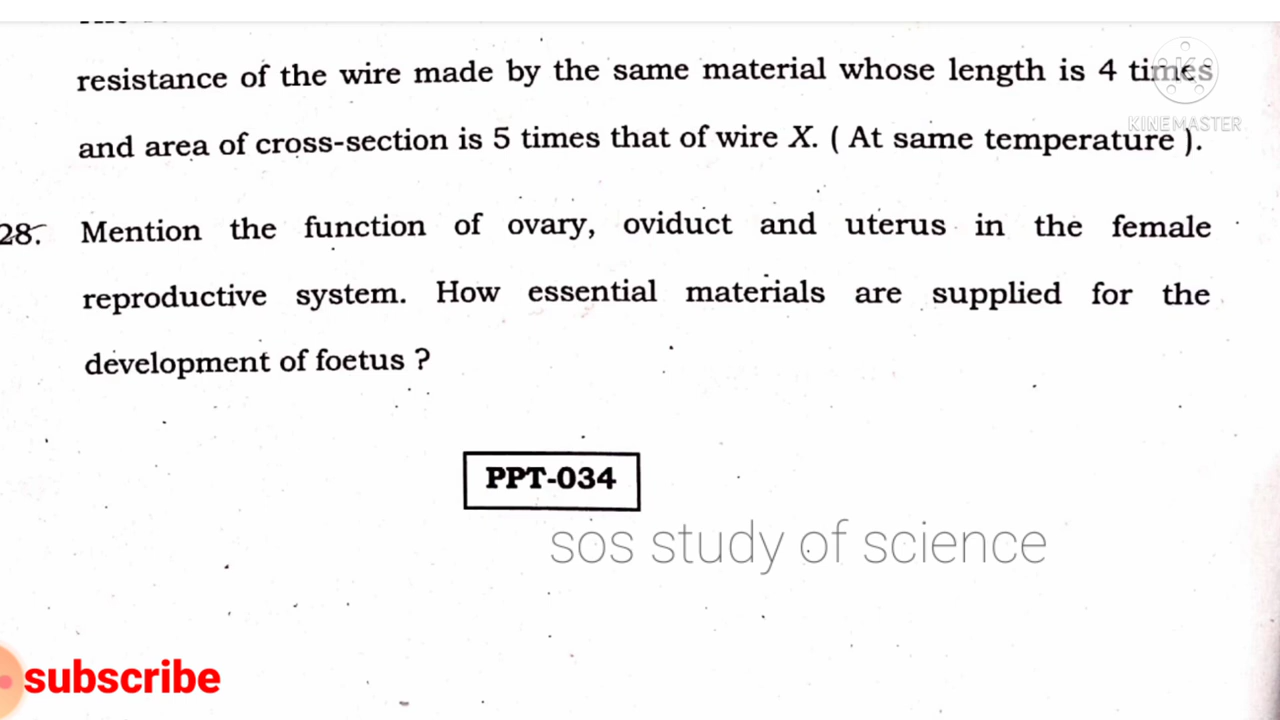 resistance of the wire made by the same material whose length is 4 times
and area of cross-section is 5 times that of wire X. ( At same temperature ).
28. Mention the function of ovary, oviduct and uterus in the female
reproductive system. How essential materials are supplied for the
development of foetus ?
PPT-034
sos study of science
subscribe
KINEMASTER